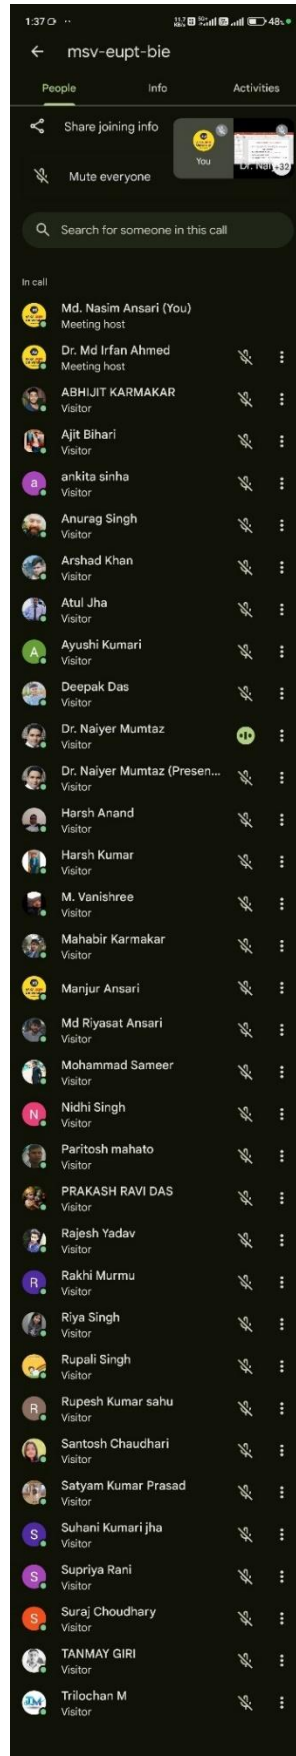 1:37
48%
msv-eupt-bie
People Info Activities
Share joining info
You
+32
Mute everyone
Search for someone in this call
In call
Md. Nasim Ansari (You)
Meeting host
Dr. Md Irfan Ahmed
Meeting host
ABHIJIT KARMAKAR
Visitor
Ajit Bihari
Visitor
a
ankita sinha
Visitor
Anurag Singh
Visitor
Arshad Khan
Visitor
Atul Jha
Visitor
A
Ayushi Kumari
Visitor
Deepak Das
Visitor
Dr. Naiyer Mumtaz
Visitor
Dr. Naiyer Mumtaz (Presen...
Visitor
Harsh Anand
Visitor
Harsh Kumar
Visitor
M. Vanishree
Visitor
Mahabir Karmakar
Visitor
Manjur Ansari
Md Riyasat Ansari
Visitor
Mohammad Sameer
Visitor
N
Nidhi Singh
Visitor
Paritosh mahato
Visitor
PRAKASH RAVI DAS
Visitor
Rajesh Yadav
Visitor
R
Rakhi Murmu
Visitor
Riya Singh
Visitor
Rupali Singh
Visitor
R
Rupesh Kumar sahu
Visitor
Santosh Chaudhari
Visitor
Satyam Kumar Prasad
Visitor
S
Suhani Kumari jha
Visitor
S
Supriya Rani
Visitor
S
Suraj Choudhary
Visitor
TANMAY GIRI
Visitor
Trilochan M
Visitor